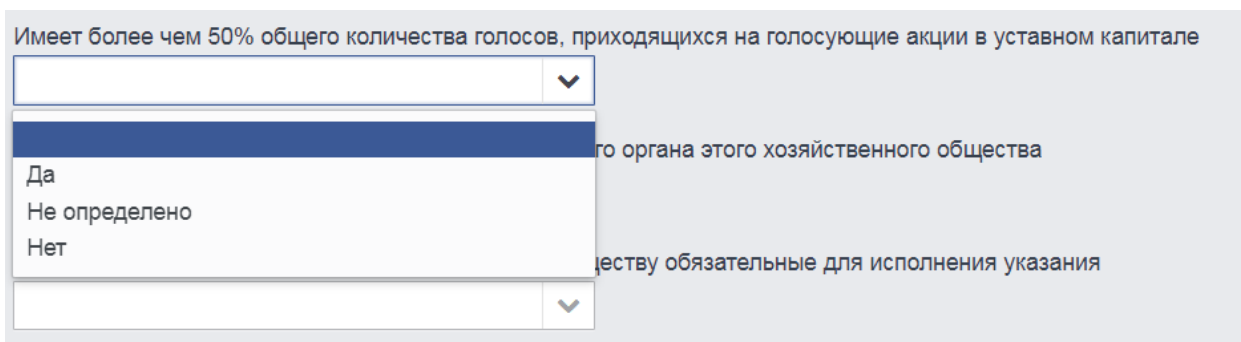 Имеет более чем 50% общего количества голосов, приходящихся на голосующие акции в уставном капитале
го органа этого хозяйственного общества
Да
Не определено
Нет
еству обязательные для исполнения указания